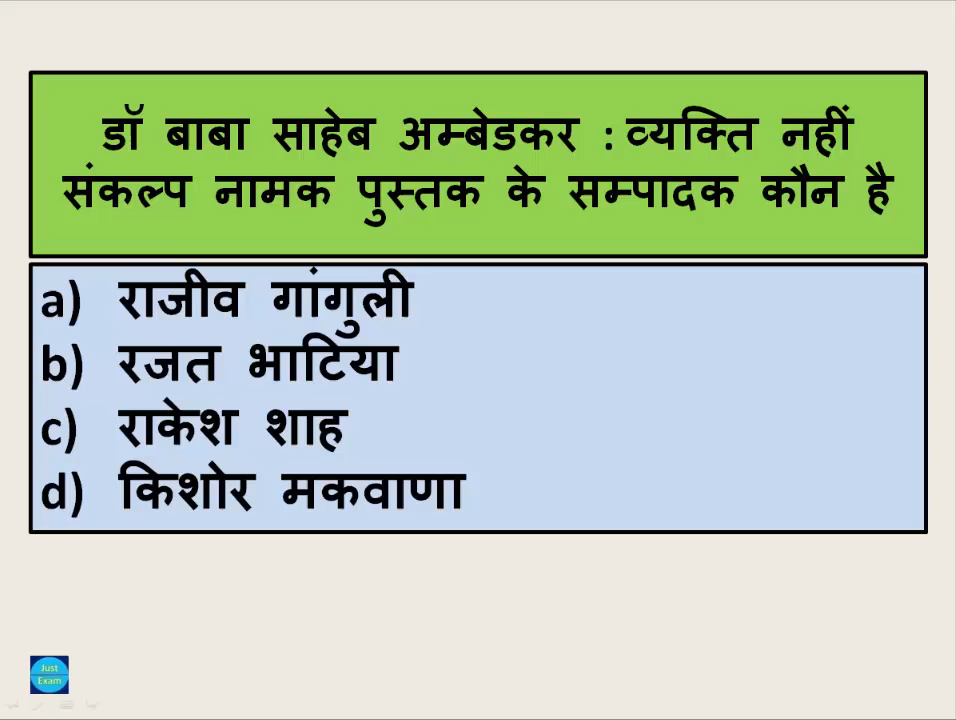 डॉ बाबा साहेब अम्बेडकर : व्यक्ति नहीं
संकल्प नामक पुस्तक के सम्पादक कौन है
a) राजीव गांगुली
b) रजत भाटिया
c) राकेश शाह
d) किशोर मकवाणा
Just
Exam